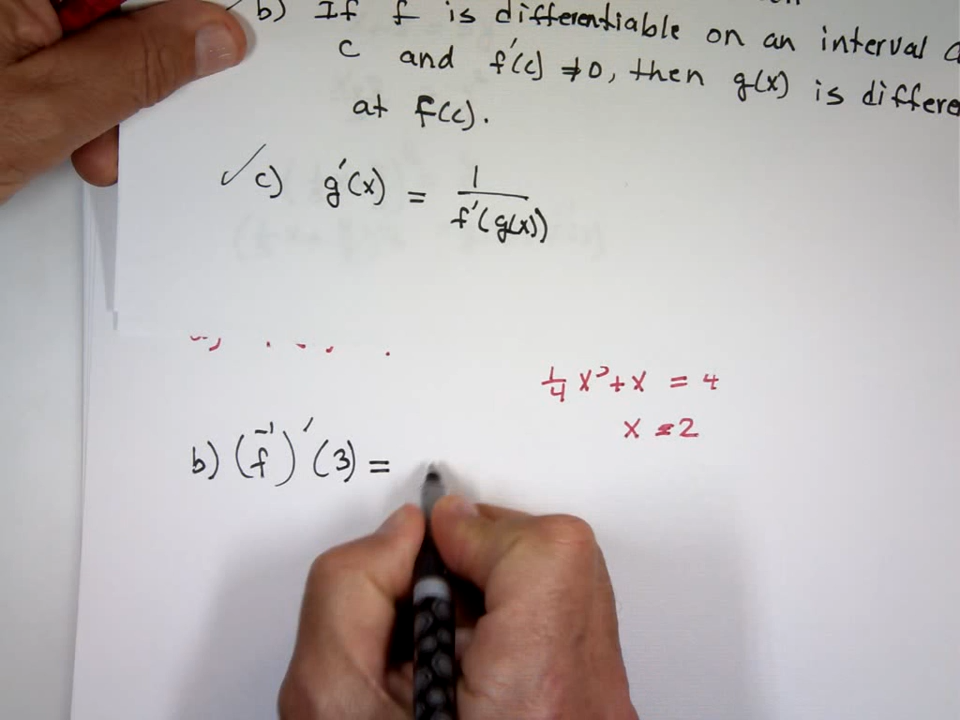 b) If f is differentiable on an interval
c and f'(c) ≠0, then g(x) is differe
at f(c).
✓c) g'(x) = 1/f'(g(x))
1/4 x³+x = 4
x = 2
b) (f⁻¹)'(3) =